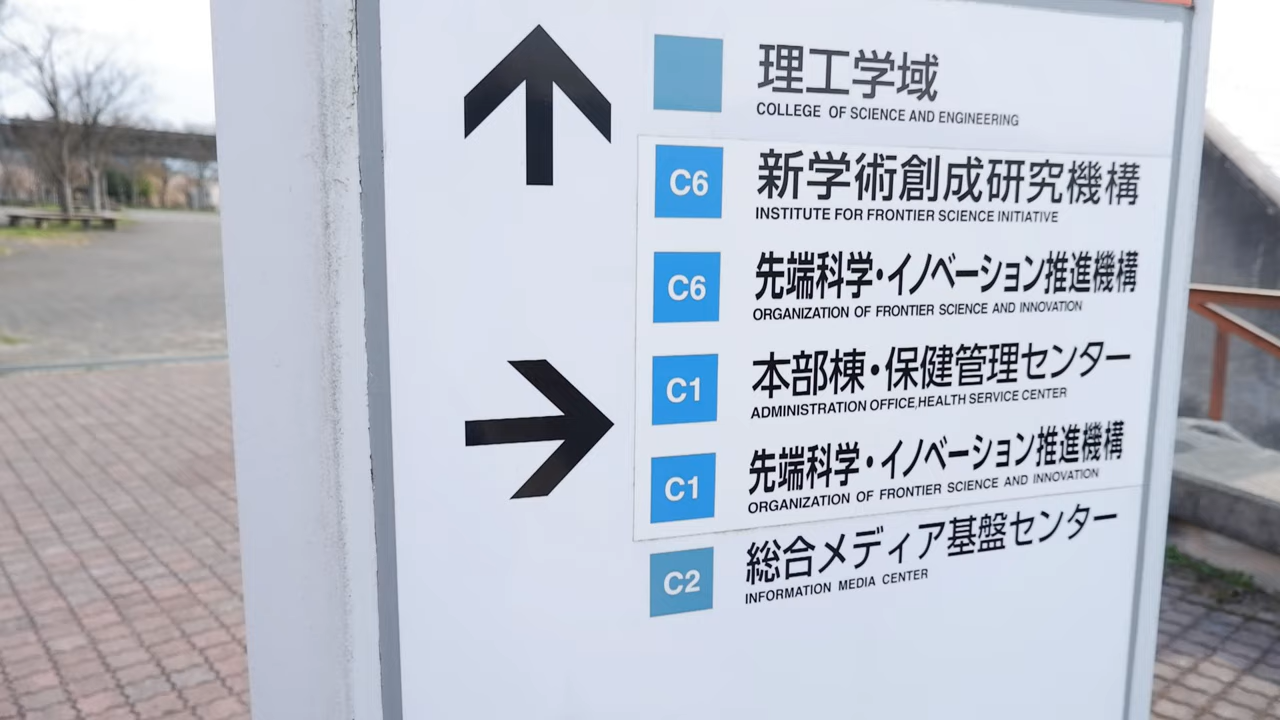 理工学域
COLLEGE OF SCIENCE AND ENGINEERING
C6 新学術創成研究機構
INSTITUTE FOR FRONTIER SCIENCE INITIATIVE
C6 先端科学・イノベーション推進機構
ORGANIZATION OF FRONTIER SCIENCE AND INNOVATION
C1 本部棟・保健管理センター
ADMINISTRATION OFFICE,HEALTH SERVICE CENTER
C1 先端科学・イノベーション推進機構
ORGANIZATION OF FRONTIER SCIENCE AND INNOVATION
C2 総合メディア基盤センター
INFORMATION MEDIA CENTER